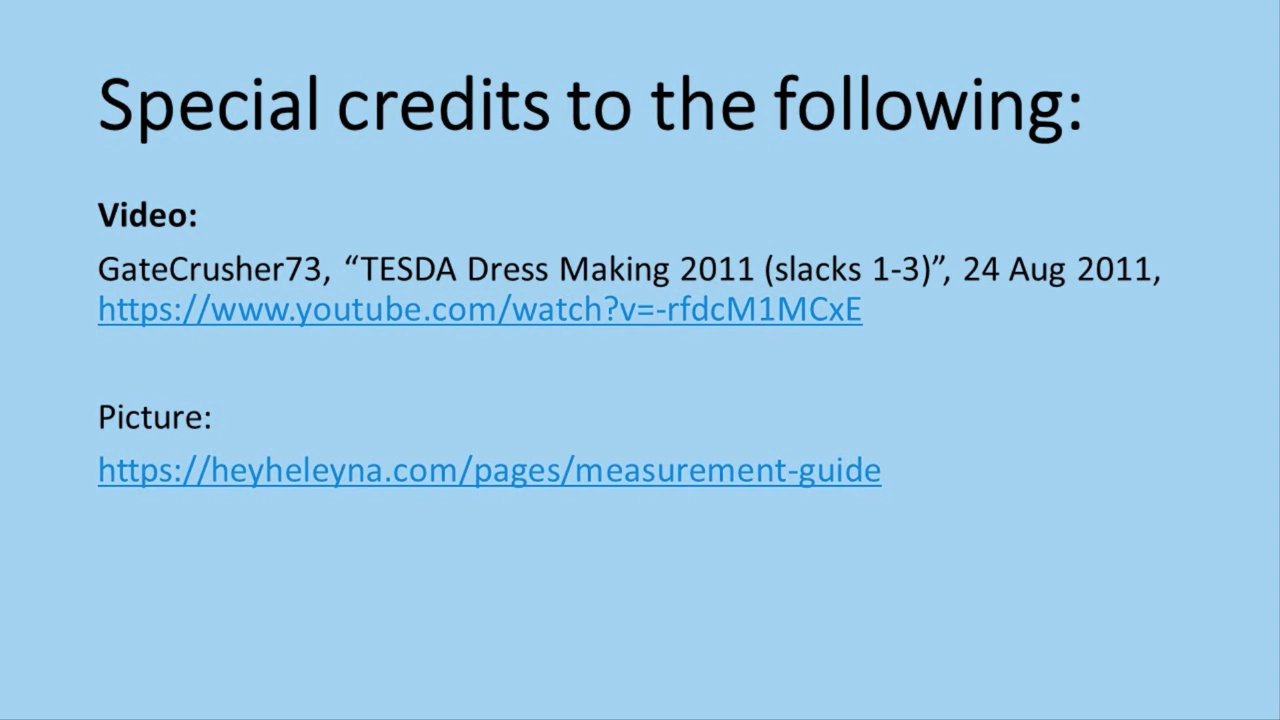 Special credits to the following:
Video:
GateCrusher73, “TESDA Dress Making 2011 (slacks 1-3)”, 24 Aug 2011,
https://www.youtube.com/watch?v=-rfdcM1MCxE
Picture:
https://heyheleyna.com/pages/measurement-guide